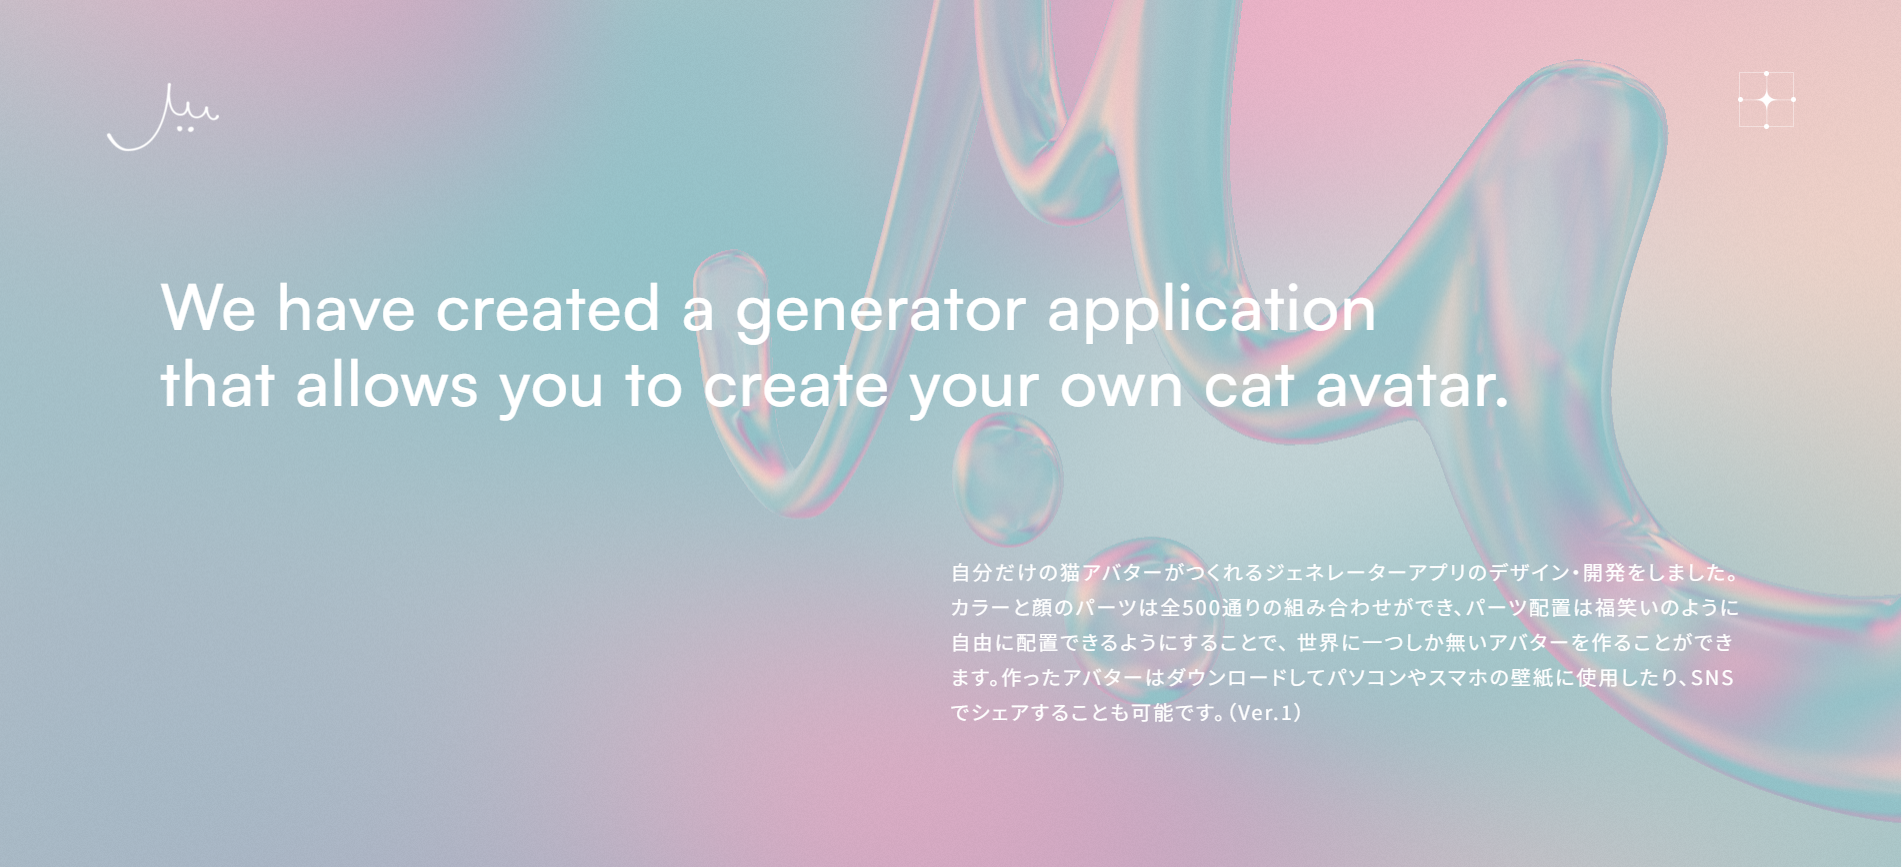 We have created a generator application
that allows you to create your own cat avatar.
自分だけの猫アバターがつくれるジェネレーターアプリのデザイン・開発をしました。
カラーと顔のパーツは全500通りの組み合わせができ、パーツ配置は福笑いのように
自由に配置できるようにすることで、世界に一つしか無いアバターを作ることができ
ます。作ったアバターはダウンロードしてパソコンやスマホの壁紙に使用したり、SNS
でシェアすることも可能です。（Ver.1）